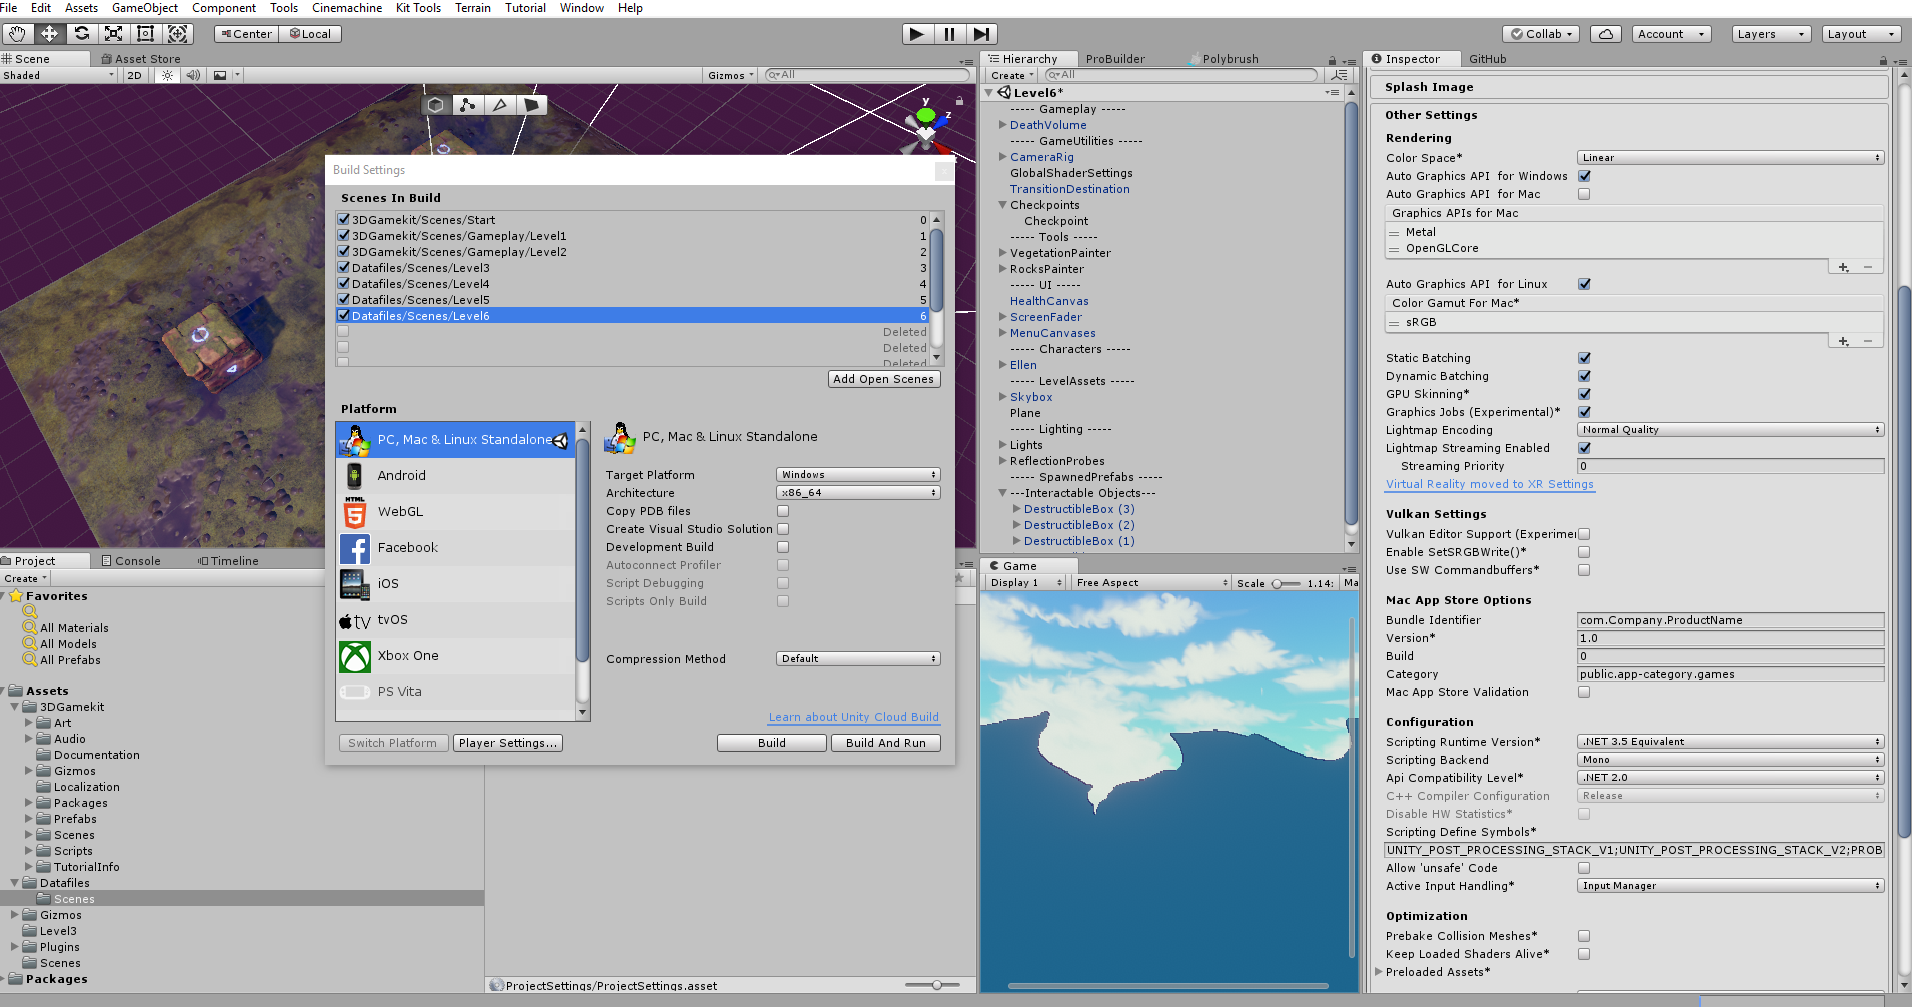 File Edit Assets GameObject Component Tools Cinemachine Kit Tools Terrain Tutorial Window Help
Center Local Collab Account Layers Layout
Scene Asset Store
Shaded 2D Gizmos All
y z
Build Settings
Scenes In Build
3DGamekit/Scenes/Start 0
3DGamekit/Scenes/Gameplay/Level1 1
3DGamekit/Scenes/Gameplay/Level2 2
Datafiles/Scenes/Level3 3
Datafiles/Scenes/Level4 4
Datafiles/Scenes/Level5 5
Datafiles/Scenes/Level6 6
Deleted
Deleted
Deleted
Add Open Scenes
Platform
PC, Mac & Linux Standalone
Android
HTML
WebGL
Facebook
iOS
tv tvOS
Xbox One
PS Vita
PC, Mac & Linux Standalone
Target Platform Windows
Architecture x86_64
Copy PDB files
Create Visual Studio Solution
Development Build
Autoconnect Profiler
Script Debugging
Scripts Only Build
Compression Method Default
Learn about Unity Cloud Build
Switch Platform Player Settings... Build Build And Run
Project Console Timeline
Create
Favorites
All Materials
All Models
All Prefabs
Assets
3DGamekit
Art
Audio
Documentation
Gizmos
Localization
Packages
Prefabs
Scenes
Scripts
TutorialInfo
Datafiles
Scenes
Gizmos
Level3
Plugins
Scenes
Packages
ProjectSettings/ProjectSettings.asset
Hierarchy ProBuilder Polybrush
Create All
Level6*
----- Gameplay -----
DeathVolume
----- GameUtilities -----
CameraRig
GlobalShaderSettings
TransitionDestination
Checkpoints
Checkpoint
----- Tools -----
VegetationPainter
RocksPainter
----- UI -----
HealthCanvas
ScreenFader
MenuCanvases
----- Characters -----
Ellen
----- LevelAssets -----
Skybox
Plane
----- Lighting -----
Lights
ReflectionProbes
----- SpawnedPrefabs -----
---Interactable Objects---
DestructibleBox (3)
DestructibleBox (2)
DestructibleBox (1)
Game
Display 1 Free Aspect Scale 1.14: Ma
Inspector GitHub
Splash Image
Other Settings
Rendering
Color Space* Linear
Auto Graphics API for Windows
Auto Graphics API for Mac
Graphics APIs for Mac
Metal
OpenGLCore
+ −
Auto Graphics API for Linux
Color Gamut For Mac*
sRGB
+ −
Static Batching
Dynamic Batching
GPU Skinning*
Graphics Jobs (Experimental)*
Lightmap Encoding Normal Quality
Lightmap Streaming Enabled
Streaming Priority 0
Virtual Reality moved to XR Settings
Vulkan Settings
Vulkan Editor Support (Experimer
Enable SetSRGBWrite()*
Use SW Commandbuffers*
Mac App Store Options
Bundle Identifier com.Company.ProductName
Version* 1.0
Build 0
Category public.app-category.games
Mac App Store Validation
Configuration
Scripting Runtime Version* .NET 3.5 Equivalent
Scripting Backend Mono
Api Compatibility Level* .NET 2.0
C++ Compiler Configuration Release
Disable HW Statistics*
Scripting Define Symbols*
UNITY_POST_PROCESSING_STACK_V1;UNITY_POST_PROCESSING_STACK_V2;PROB
Allow 'unsafe' Code
Active Input Handling* Input Manager
Optimization
Prebake Collision Meshes*
Keep Loaded Shaders Alive*
Preloaded Assets*